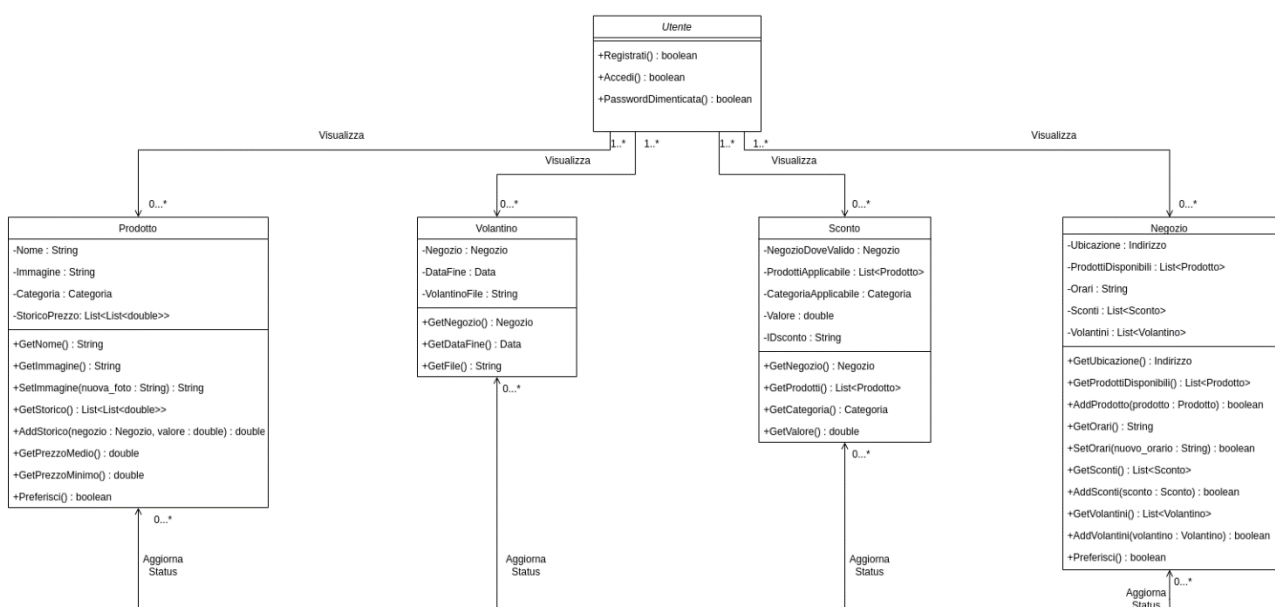 Utente
+Registrati() : boolean
+Accedi() : boolean
+PasswordDimenticata() : boolean
Visualizza
1..*
0...*
Visualizza
1..*
0...*
Visualizza
1..*
0...*
Visualizza
1..*
0...*
Prodotto
-Nome : String
-Immagine : String
-Categoria : Categoria
-StoricoPrezzo: List<List<double>>
+GetNome() : String
+GetImmagine() : String
+SetImmagine(nuova_foto : String) : String
+GetStorico() : List<List<double>>
+AddStorico(negozio : Negozio, valore : double) : double
+GetPrezzoMedio() : double
+GetPrezzoMinimo() : double
+Preferisci() : boolean
0...*
Aggiorna
Status
Volantino
-Negozio : Negozio
-DataFine : Data
-VolantinoFile : String
+GetNegozio() : Negozio
+GetDataFine() : Data
+GetFile() : String
0...*
Aggiorna
Status
Sconto
-NegozioDoveValido : Negozio
-ProdottiApplicabile : List<Prodotto>
-CategoriaApplicabile : Categoria
-Valore : double
-IDsconto : String
+GetNegozio() : Negozio
+GetProdotti() : List<Prodotto>
+GetCategoria() : Categoria
+GetValore() : double
0...*
Aggiorna
Status
Negozio
-Ubicazione : Indirizzo
-ProdottiDisponibili : List<Prodotto>
-Orari : String
-Sconti : List<Sconto>
-Volantini : List<Volantino>
+GetUbicazione() : Indirizzo
+GetProdottiDisponibili() : List<Prodotto>
+AddProdotto(prodotto : Prodotto) : boolean
+GetOrari() : String
+SetOrari(nuovo_orario : String) : boolean
+GetSconti() : List<Sconto>
+AddSconti(sconto : Sconto) : boolean
+GetVolantini() : List<Volantino>
+AddVolantini(volantino : Volantino) : boolean
+Preferisci() : boolean
0...*
Aggiorna
Status